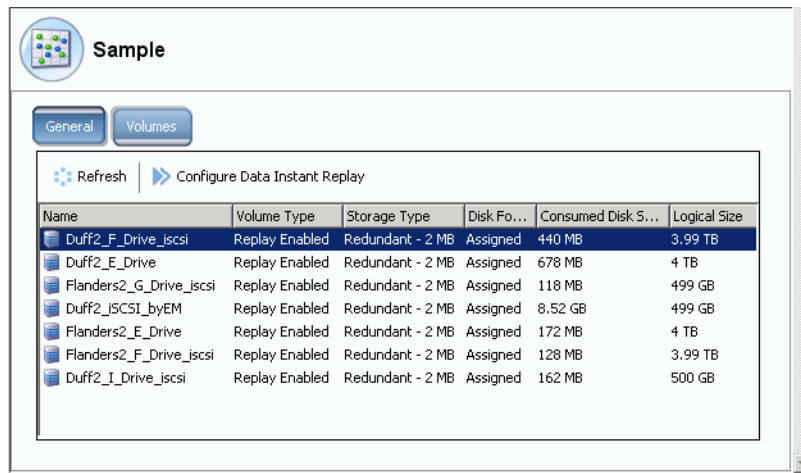 Sample
General Volumes
Refresh Configure Data Instant Replay
Name Volume Type Storage Type Disk Fo... Consumed Disk S... Logical Size
Duff2_F_Drive_iscsi Replay Enabled Redundant - 2 MB Assigned 440 MB 3.99 TB
Duff2_E_Drive Replay Enabled Redundant - 2 MB Assigned 678 MB 4 TB
Flanders2_G_Drive_iscsi Replay Enabled Redundant - 2 MB Assigned 118 MB 499 GB
Duff2_iSCSI_byEM Replay Enabled Redundant - 2 MB Assigned 8.52 GB 499 GB
Flanders2_E_Drive Replay Enabled Redundant - 2 MB Assigned 172 MB 4 TB
Flanders2_F_Drive_iscsi Replay Enabled Redundant - 2 MB Assigned 128 MB 3.99 TB
Duff2_I_Drive_iscsi Replay Enabled Redundant - 2 MB Assigned 162 MB 500 GB